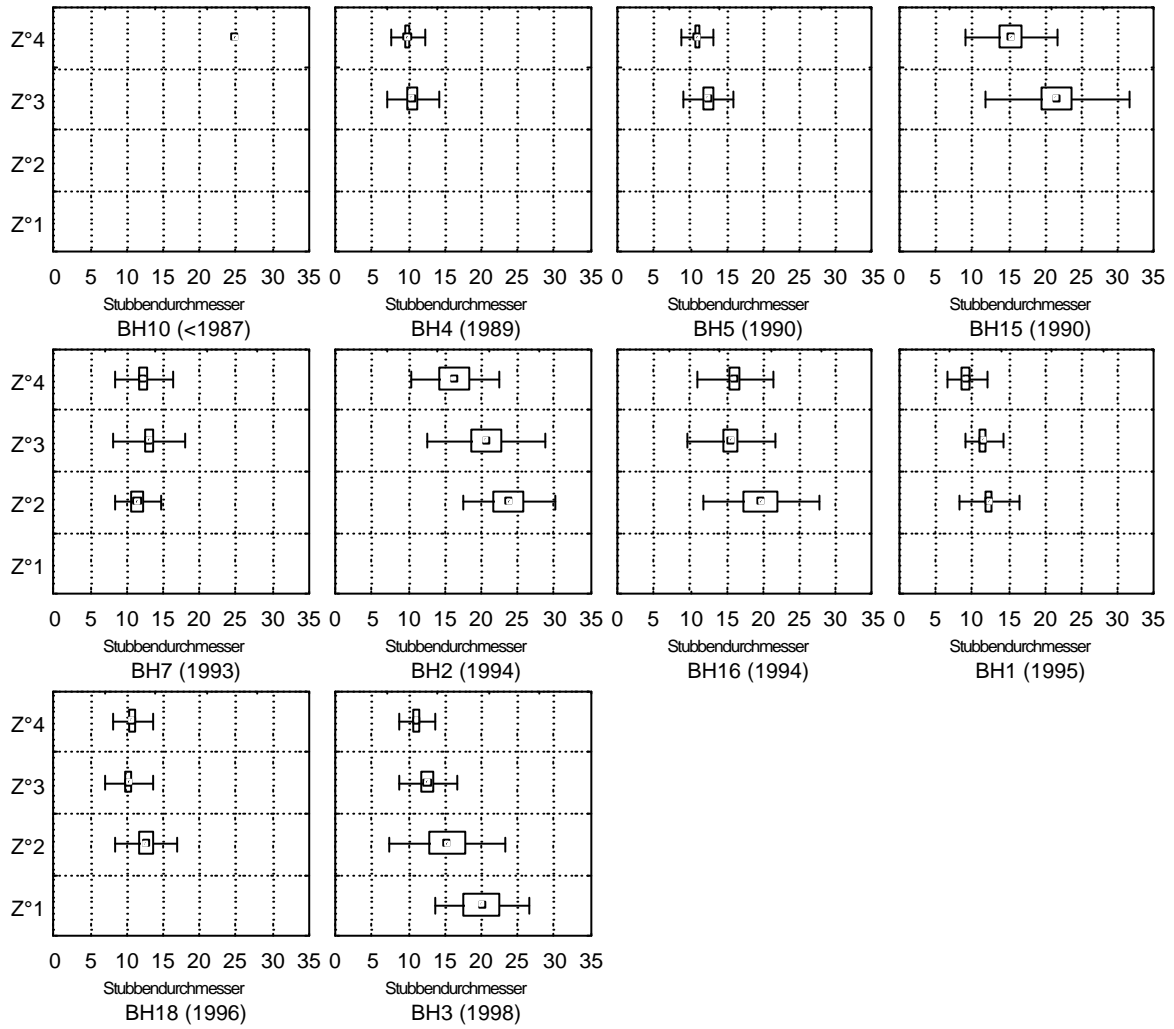 Z°4
Z°3
Z°2
Z°1
0 5 10 15 20 25 30 35 0 5 10 15 20 25 30 35 0 5 10 15 20 25 30 35 0 5 10 15 20 25 30 35
Stubbendurchmesser Stubbendurchmesser Stubbendurchmesser Stubbendurchmesser
BH10 (<1987) BH4 (1989) BH5 (1990) BH15 (1990)
Z°4
Z°3
Z°2
Z°1
0 5 10 15 20 25 30 35 0 5 10 15 20 25 30 35 0 5 10 15 20 25 30 35 0 5 10 15 20 25 30 35
Stubbendurchmesser Stubbendurchmesser Stubbendurchmesser Stubbendurchmesser
BH7 (1993) BH2 (1994) BH16 (1994) BH1 (1995)
Z°4
Z°3
Z°2
Z°1
0 5 10 15 20 25 30 35 0 5 10 15 20 25 30 35
Stubbendurchmesser Stubbendurchmesser
BH18 (1996) BH3 (1998)